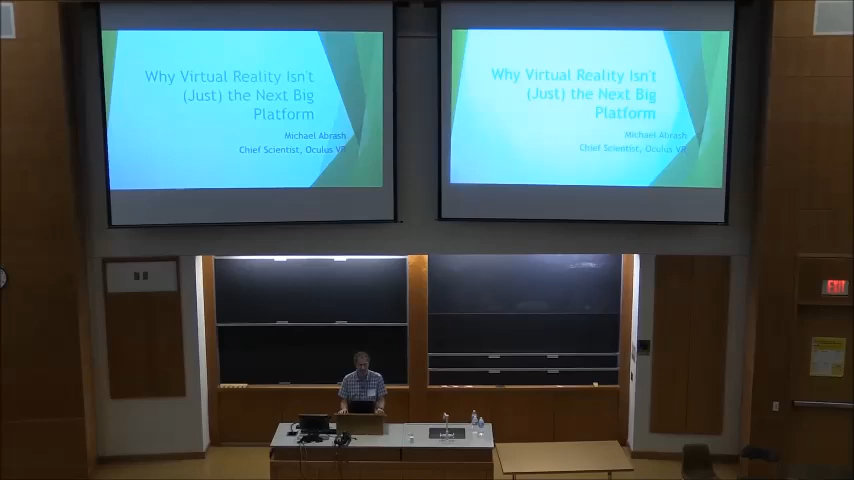 Why Virtual Reality Isn't
(Just) the Next Big
Platform
Michael Abrash
Chief Scientist, Oculus VR
Why Virtual Reality Isn't
(Just) the Next Big
Platform
Michael Abrash
Chief Scientist, Oculus VR
EXIT